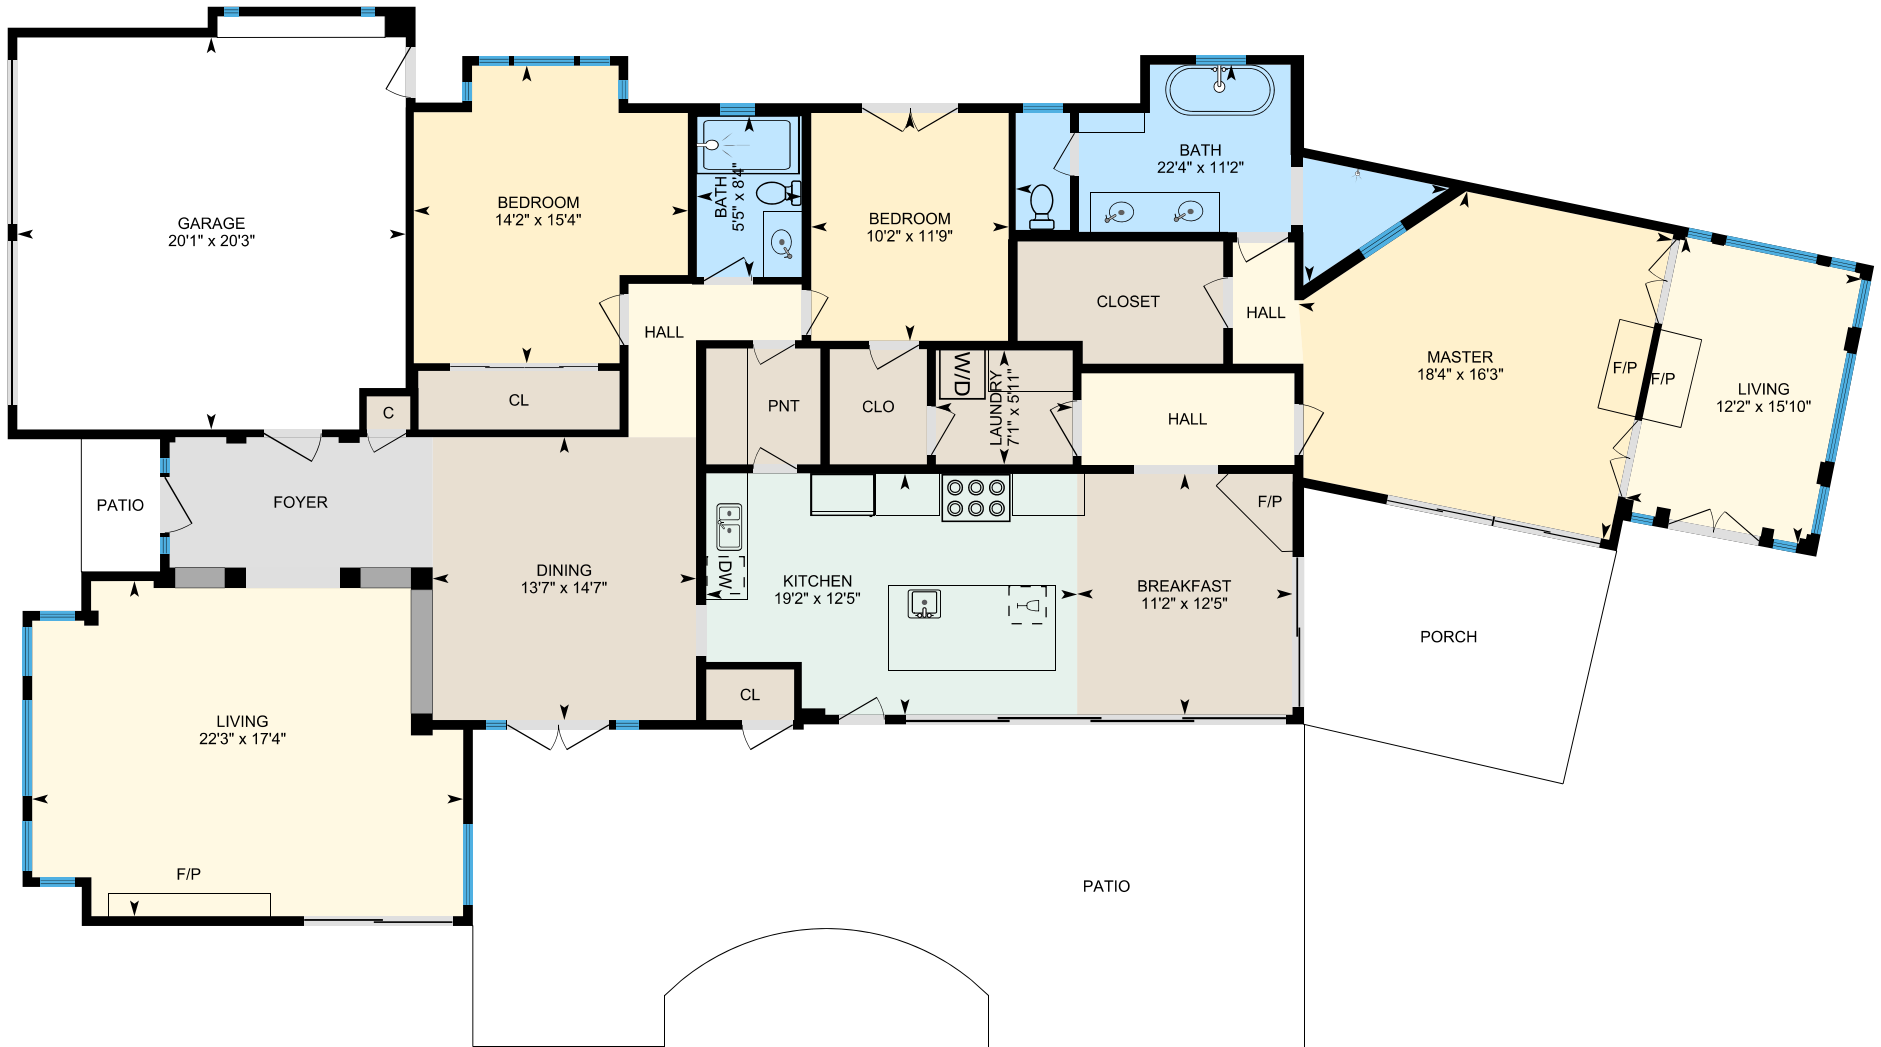 GARAGE
20'1" x 20'3"
BEDROOM
14'2" x 15'4"
BATH
5'5" x 8'4"
BEDROOM
10'2" x 11'9"
BATH
22'4" x 11'2"
CLOSET
HALL
HALL
MASTER
18'4" x 16'3"
F/P
F/P
LIVING
12'2" x 15'10"
CL
C
PNT
CLO
W/D
LAUNDRY
7'1" x 5'11"
HALL
PATIO
FOYER
DINING
13'7" x 14'7"
DW
KITCHEN
19'2" x 12'5"
BREAKFAST
11'2" x 12'5"
F/P
PORCH
CL
LIVING
22'3" x 17'4"
F/P
PATIO